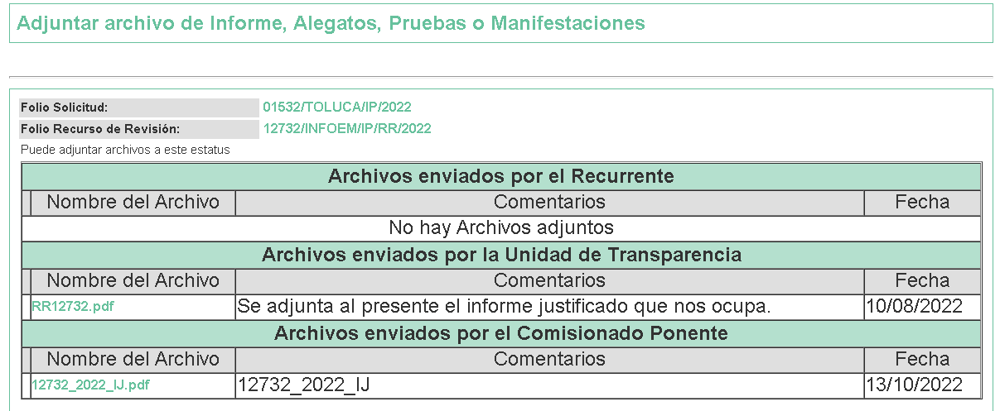 Adjuntar archivo de Informe, Alegatos, Pruebas o Manifestaciones
Folio Solicitud: 01532/TOLUCA/IP/2022
Folio Recurso de Revisión: 12732/INFOEM/IP/RR/2022
Puede adjuntar archivos a este estatus
Archivos enviados por el Recurrente
Nombre del Archivo Comentarios Fecha
No hay Archivos adjuntos
Archivos enviados por la Unidad de Transparencia
Nombre del Archivo Comentarios Fecha
RR12732.pdf Se adjunta al presente el informe justificado que nos ocupa. 10/08/2022
Archivos enviados por el Comisionado Ponente
Nombre del Archivo Comentarios Fecha
12732_2022_IJ.pdf 12732_2022_IJ 13/10/2022